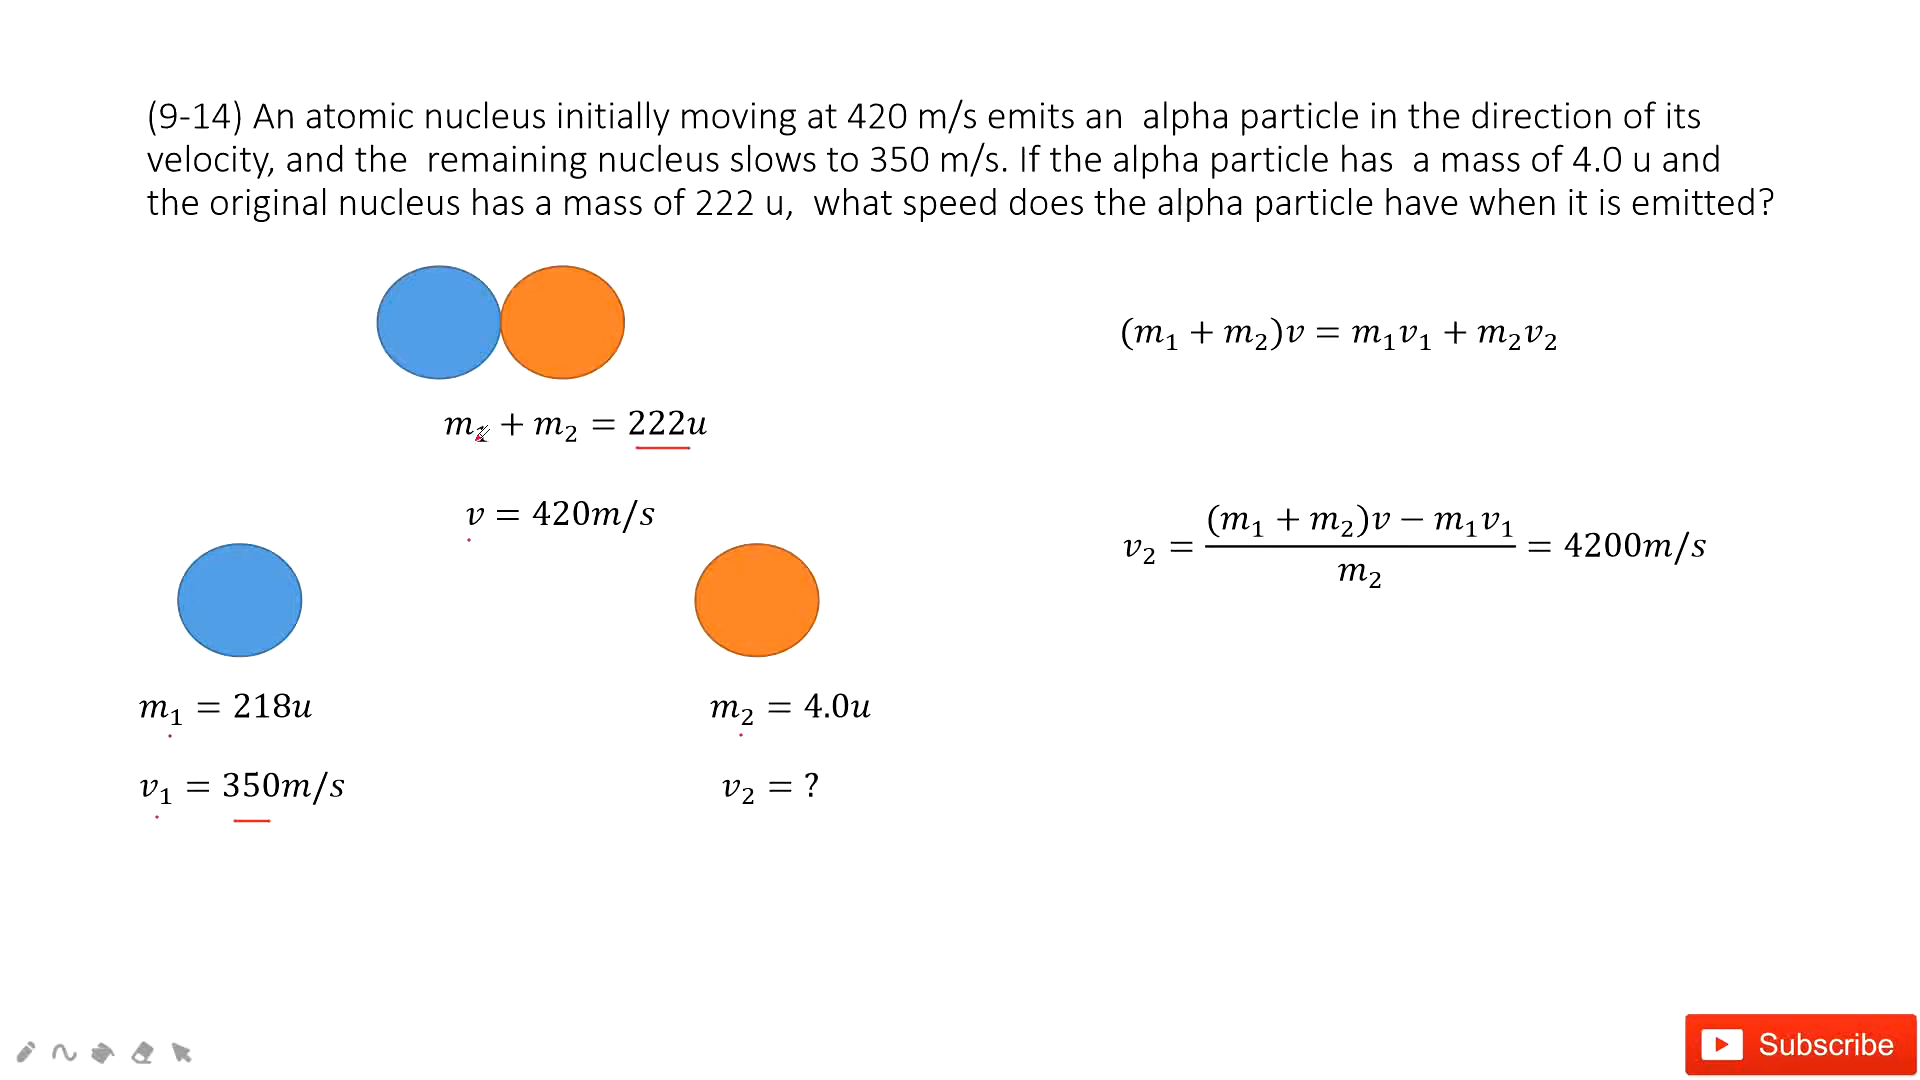 (9-14) An atomic nucleus initially moving at 420 m/s emits an alpha particle in the direction of its
velocity, and the remaining nucleus slows to 350 m/s. If the alpha particle has a mass of 4.0 u and
the original nucleus has a mass of 222 u, what speed does the alpha particle have when it is emitted?
(m₁ + m₂)v = m₁v₁ + m₂v₂
m₁ + m₂ = 222u
v = 420m/s
v₂ = ((m₁ + m₂)v − m₁v₁)/m₂ = 4200m/s
m₁ = 218u
m₂ = 4.0u
v₁ = 350m/s
v₂ = ?
Subscribe